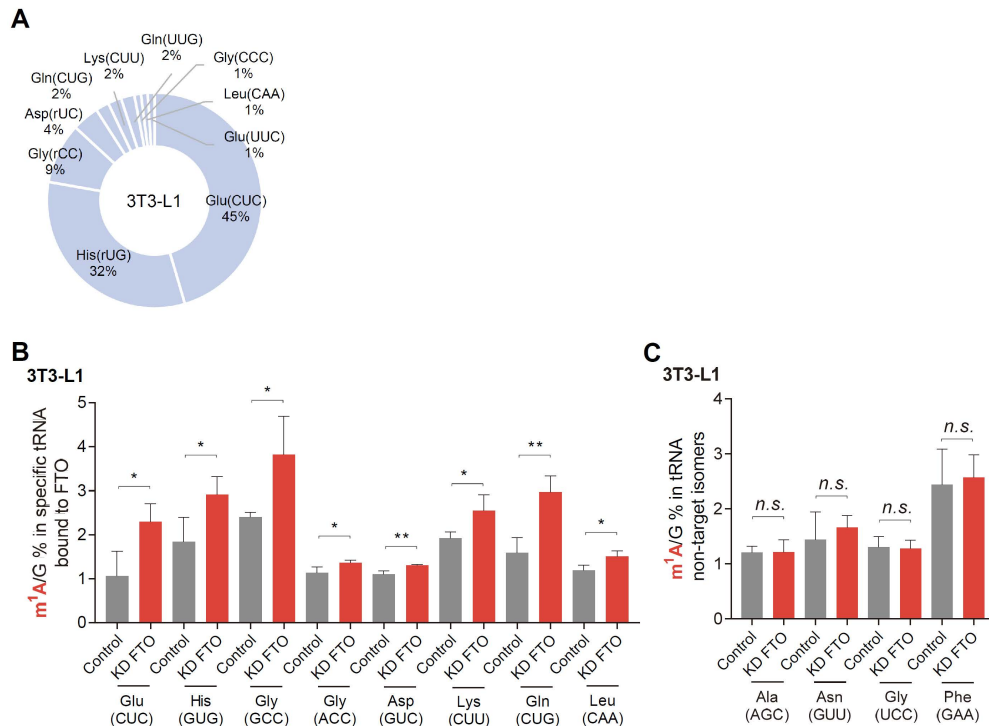 A
Gln(UUG)
2%
Lys(CUU)
2%
Gly(CCC)
1%
Gln(CUG)
2%
Leu(CAA)
1%
Asp(rUC)
4%
Glu(UUC)
1%
Gly(rCC)
9%
3T3-L1
Glu(CUC)
45%
His(rUG)
32%
B
3T3-L1
m¹A/G % in specific tRNA
bound to FTO
5
4
3
2
1
0
* * * * ** * ** *
Control KD FTO Control KD FTO Control KD FTO Control KD FTO Control KD FTO Control KD FTO Control KD FTO Control KD FTO
Glu His Gly Gly Asp Lys Gln Leu
(CUC) (GUG) (GCC) (ACC) (GUC) (CUU) (CUG) (CAA)
C
3T3-L1
m¹A/G % in tRNA
non-target isomers
4
3
2
1
0
n.s. n.s. n.s. n.s.
Control KD FTO Control KD FTO Control KD FTO Control KD FTO
Ala Asn Gly Phe
(AGC) (GUU) (UCC) (GAA)